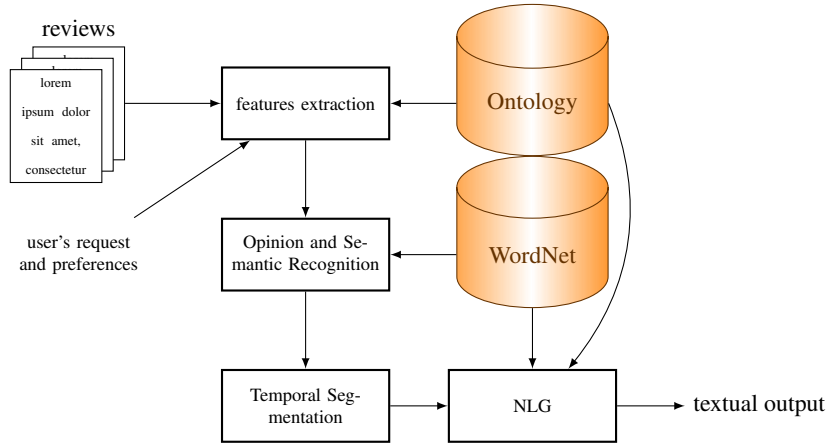 reviews
lorem
ipsum dolor
sit amet,
consectetur
features extraction
Ontology
user's request
and preferences
Opinion and Se-
mantic Recognition
WordNet
Temporal Seg-
mentation
NLG
textual output